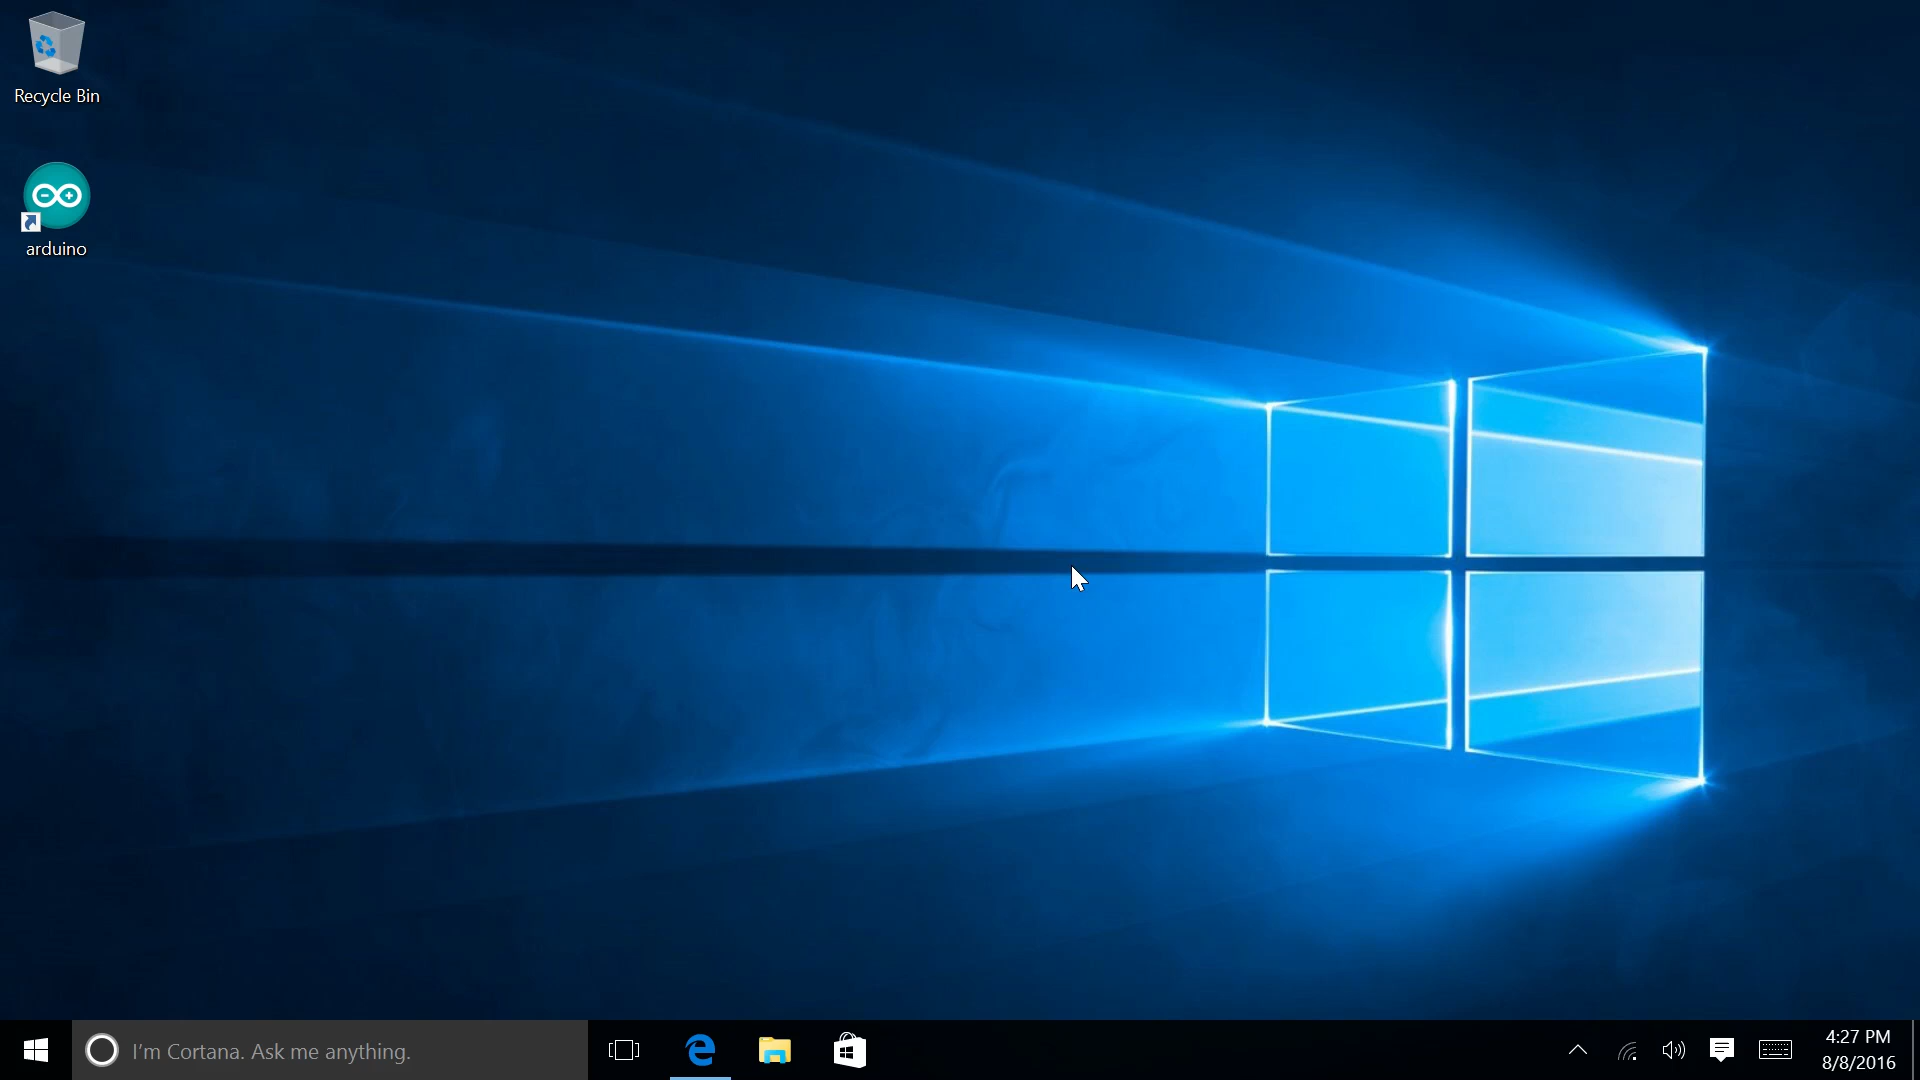 Recycle Bin
arduino
I'm Cortana. Ask me anything.
4:27 PM
8/8/2016